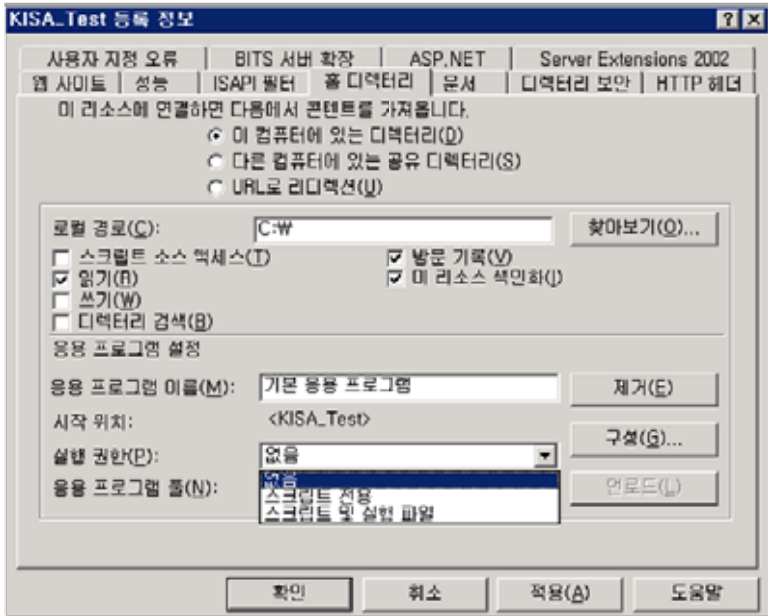 KISA_Test 등록 정보
사용자 지정 오류 BITS 서버 확장 ASP.NET Server Extensions 2002
웹 사이트 성능 ISAPI 필터 홈 디렉터리 문서 디렉터리 보안 HTTP 헤더
이 리소스에 연결하면 다음에서 콘텐트를 가져옵니다.
이 컴퓨터에 있는 디렉터리(D)
다른 컴퓨터에 있는 공유 디렉터리(S)
URL로 리디렉션(U)
로컬 경로(C): C:₩ 찾아보기(O)...
스크립트 소스 액세스(T) 방문 기록(V)
읽기(R) 이 리소스 색인화(I)
쓰기(W)
디렉터리 검색(B)
응용 프로그램 설정
응용 프로그램 이름(M): 기본 응용 프로그램 제거(E)
시작 위치: <KISA_Test>
구성(G)...
실행 권한(P): 없음
응용 프로그램 풀(N): 없음 언로드(L)
스크립트 전용
스크립트 및 실행 파일
확인 취소 적용(A) 도움말